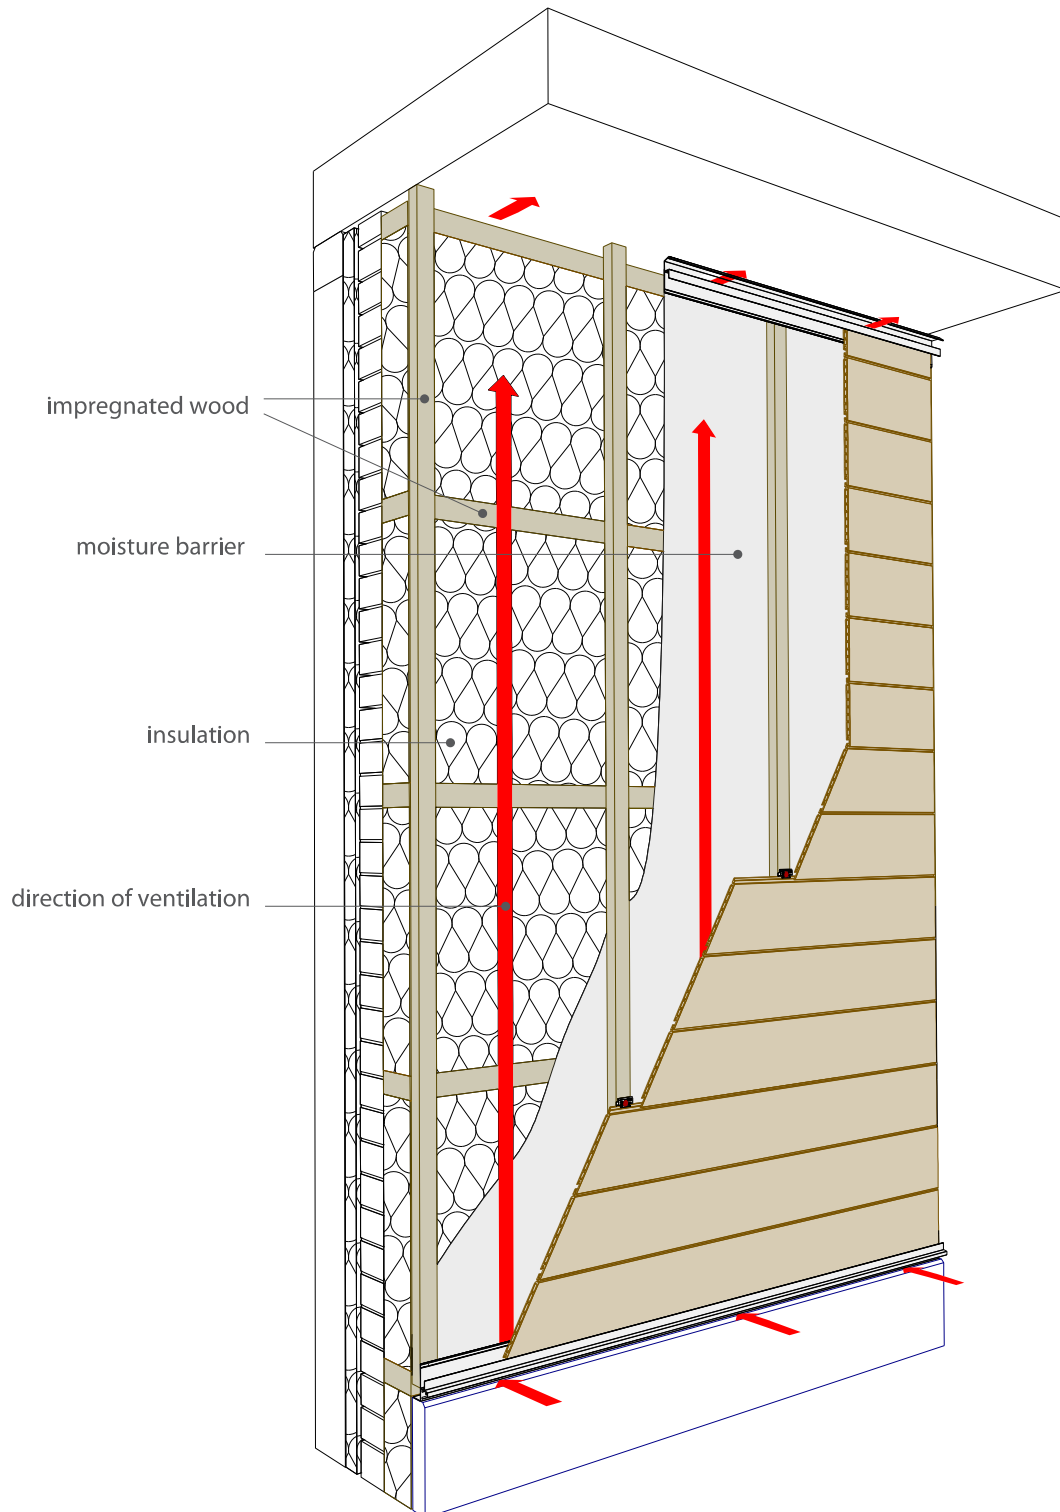 impregnated wood
moisture barrier
insulation
direction of ventilation